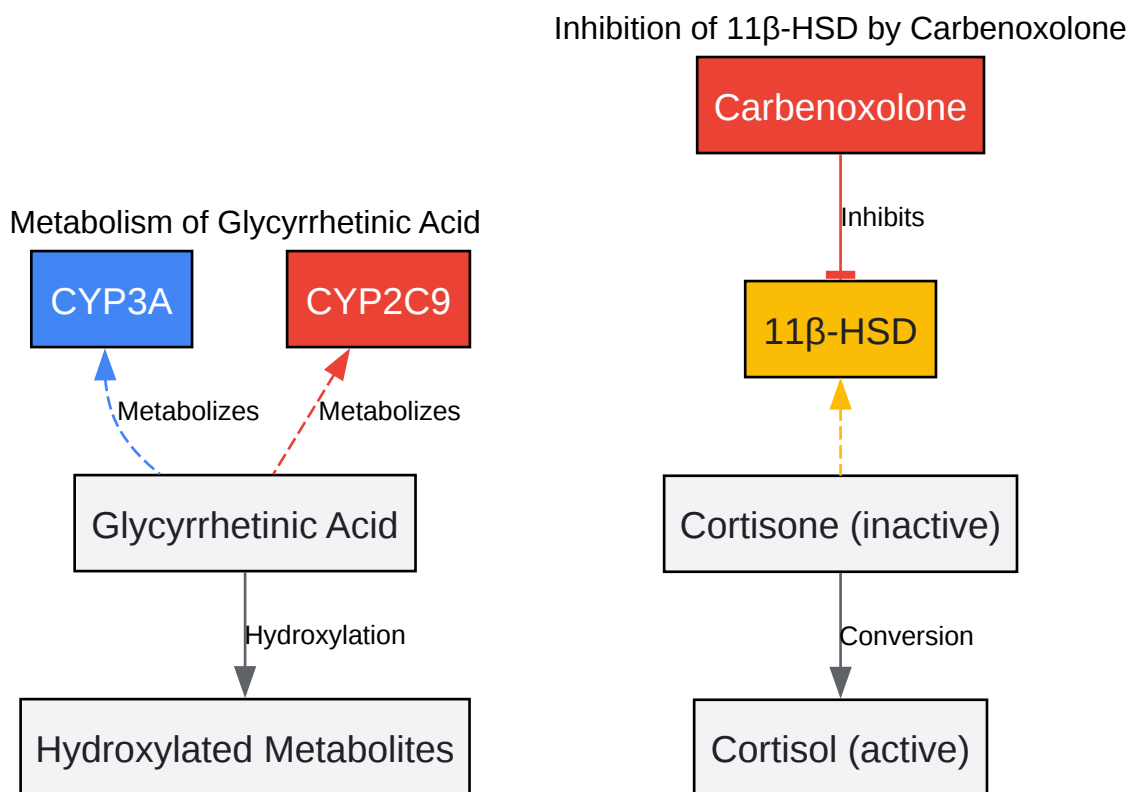 Metabolism of Glycyrrhetinic Acid
CYP3A
CYP2C9
Metabolizes
Metabolizes
Glycyrrhetinic Acid
Hydroxylation
Hydroxylated Metabolites
Inhibition of 11β-HSD by Carbenoxolone
Carbenoxolone
Inhibits
11β-HSD
Cortisone (inactive)
Conversion
Cortisol (active)